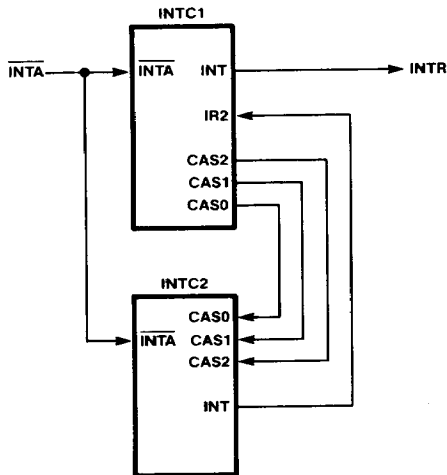 INTC1
INTA
INTA
INT
INTR
IR2
CAS2
CAS1
CAS0
INTC2
CAS0
INTA
CAS1
CAS2
INT